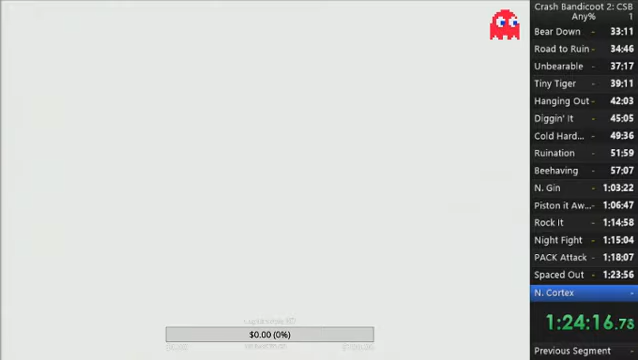 Crash Bandicoot 2: CSB
Any% 1
Bear Down - 33:11
Road to Ruin - 34:46
Unbearable - 37:17
Tiny Tiger - 39:11
Hanging Out - 42:03
Diggin' It - 45:05
Cold Hard... - 49:36
Ruination - 51:59
Beehaving - 57:07
N. Gin - 1:03:22
Piston it Aw... - 1:06:47
Rock It - 1:14:58
Night Fight - 1:15:04
PACK Attack - 1:18:07
Spaced Out - 1:23:56
N. Cortex -
$0.00 (0%)
1:24:16.78
Previous Segment -